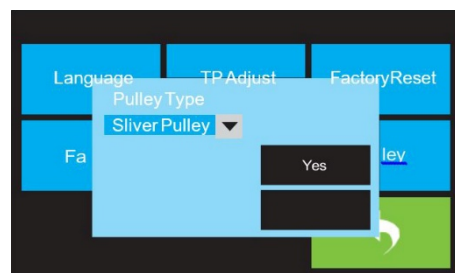 Language TP Adjust FactoryReset
Pulley Type
Sliver Pulley
Fa Yes ley